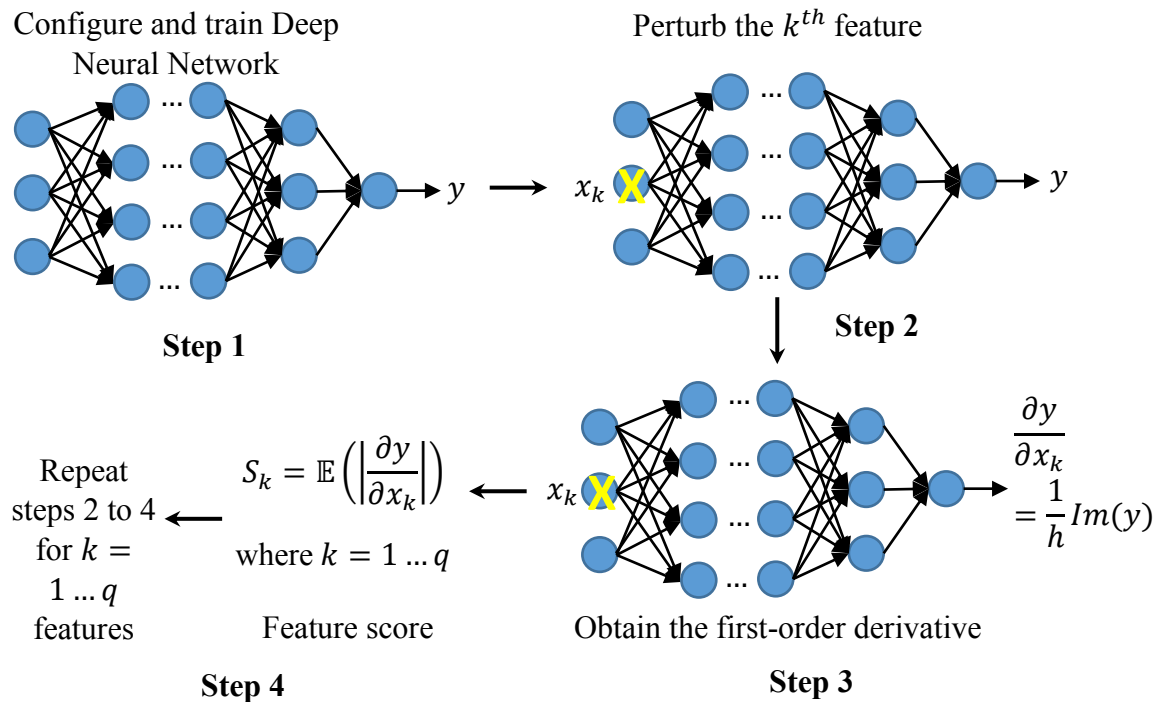 Configure and train Deep
Neural Network
...
...
...
...
y
Step 1
Perturb the kᵗʰ feature
...
...
...
...
xₖ
X
y
Step 2
...
...
...
...
xₖ
X
∂y
∂xₖ
= 1/h Im(y)
Obtain the first-order derivative
Step 3
Sₖ = 𝔼(|∂y/∂xₖ|)
where k = 1 … q
Feature score
Repeat
steps 2 to 4
for k =
1 … q
features
Step 4